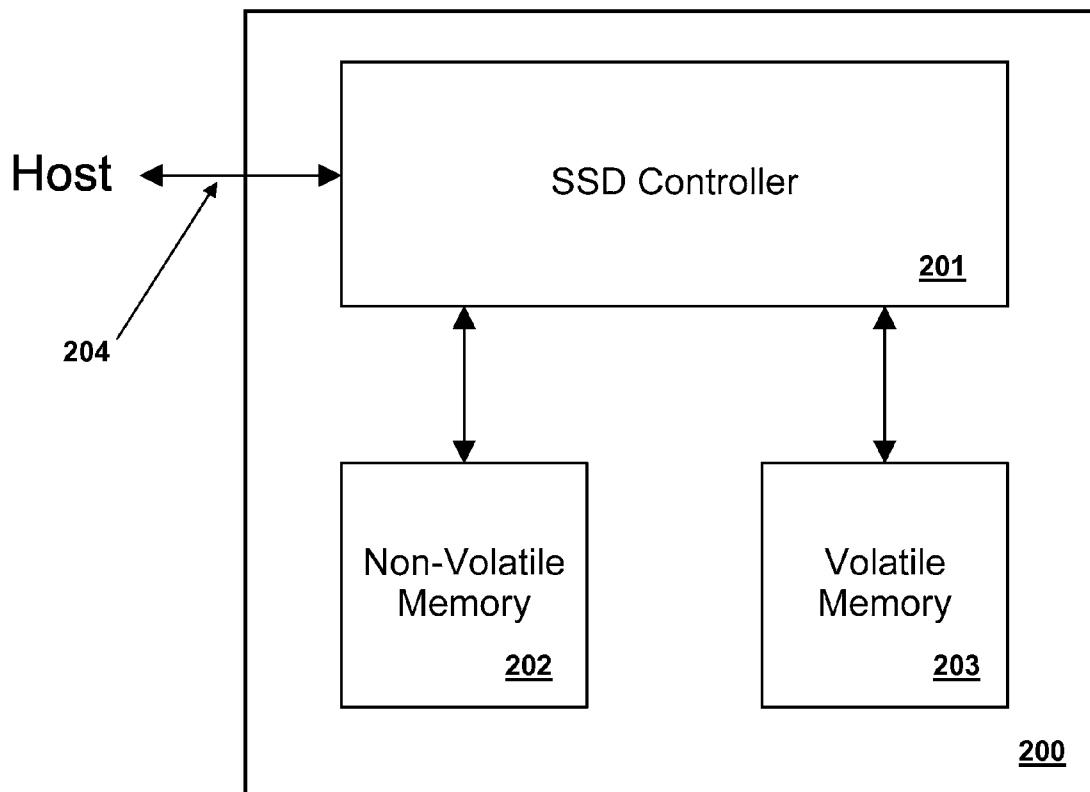 Host
SSD Controller
201
204
Non-Volatile
Memory
202
Volatile
Memory
203
200